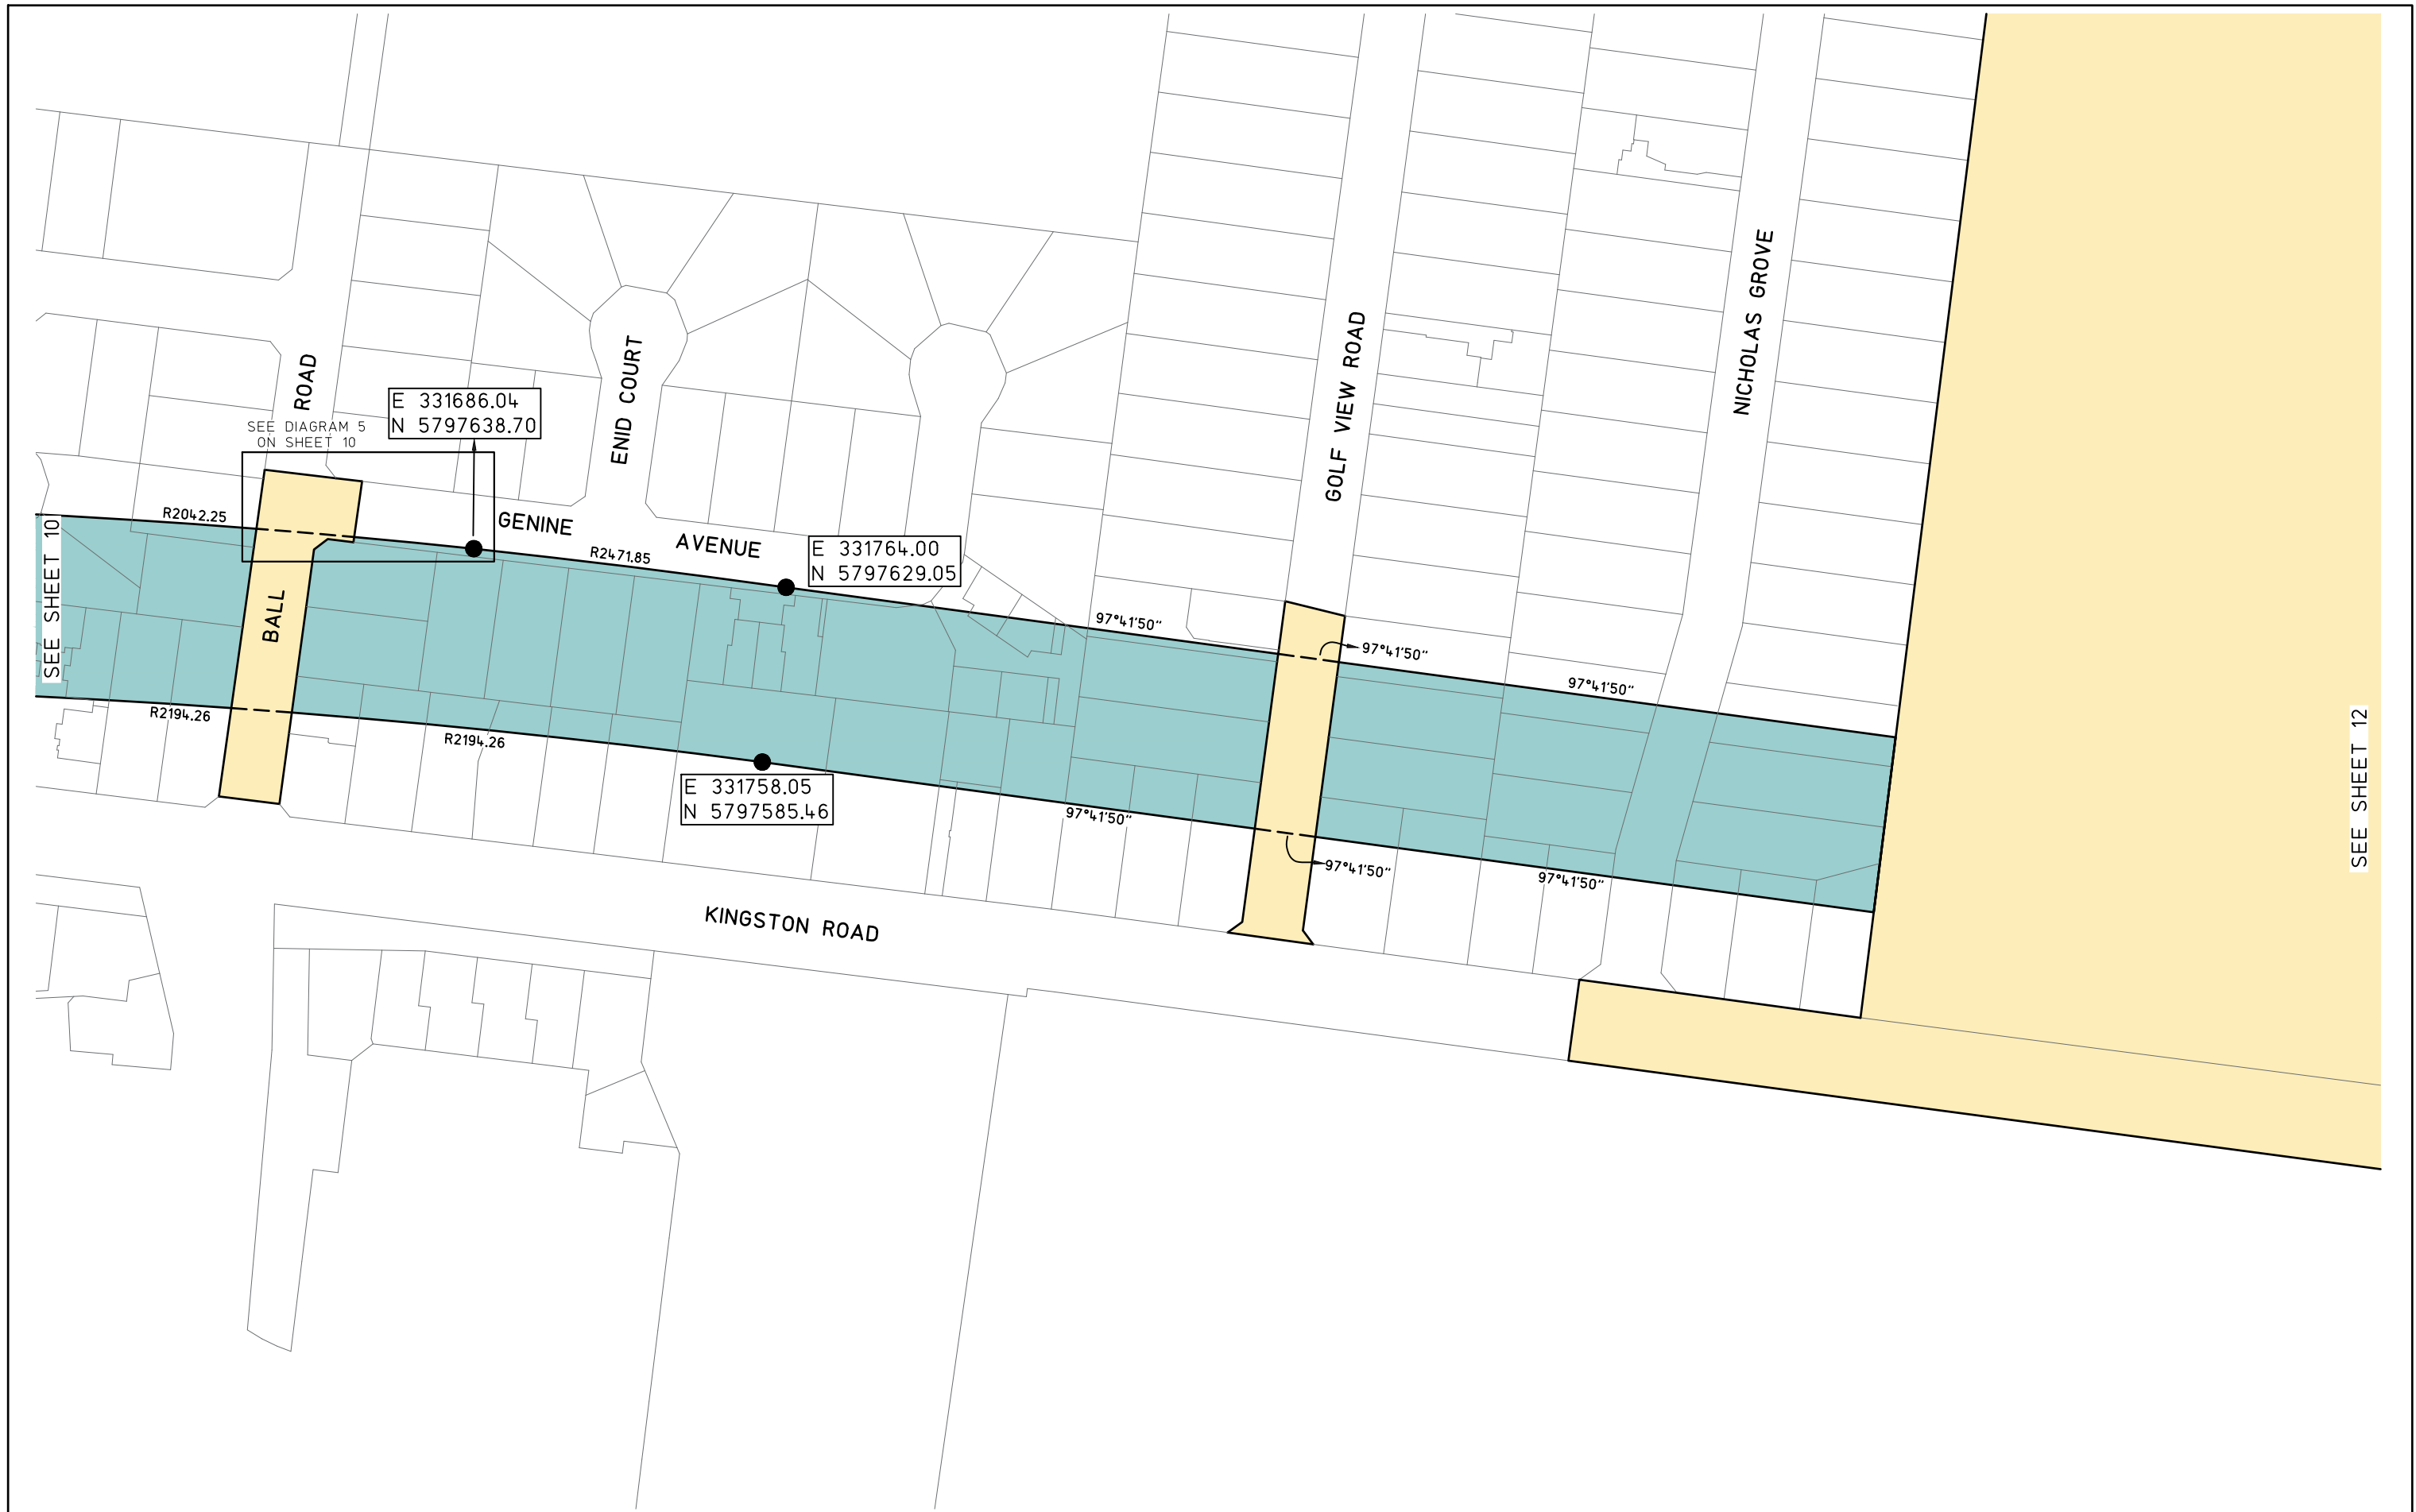 NICHOLAS GROVE
GOLF VIEW ROAD
ENID COURT
ROAD
E 331686.04
N 5797638.70
SEE DIAGRAM 5
ON SHEET 10
R2042.25
GENINE
AVENUE
R2471.85
E 331764.00
N 5797629.05
SEE SHEET 10
BALL
97°41'50"
97°41'50"
97°41'50"
R2194.26
R2194.26
E 331758.05
N 5797585.46
97°41'50"
97°41'50"
97°41'50"
SEE SHEET 12
KINGSTON ROAD